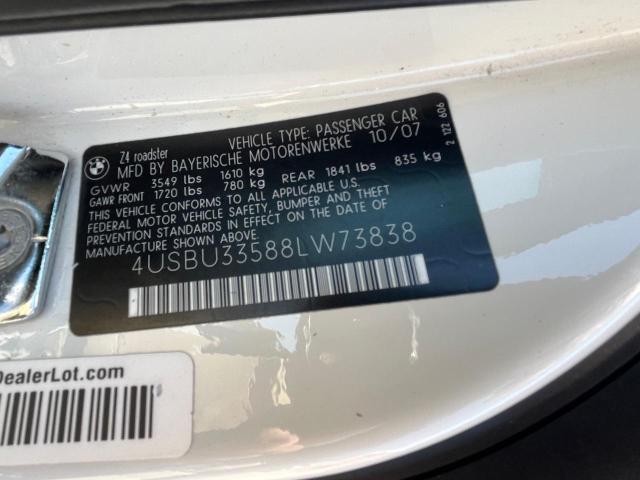 BMW
Z4 roadster VEHICLE TYPE: PASSENGER CAR
MFD BY BAYERISCHE MOTORENWERKE 10/07
GVWR 3549 lbs 1610 kg
GAWR FRONT 1720 lbs 780 kg REAR 1841 lbs 835 kg
THIS VEHICLE CONFORMS TO ALL APPLICABLE U.S.
FEDERAL MOTOR VEHICLE SAFETY, BUMPER AND THEFT
PREVENTION STANDARDS IN EFFECT ON THE DATE OF
MANUFACTURE SHOWN ABOVE.
4USBU33588LW73838
2 122 606
DealerLot.com